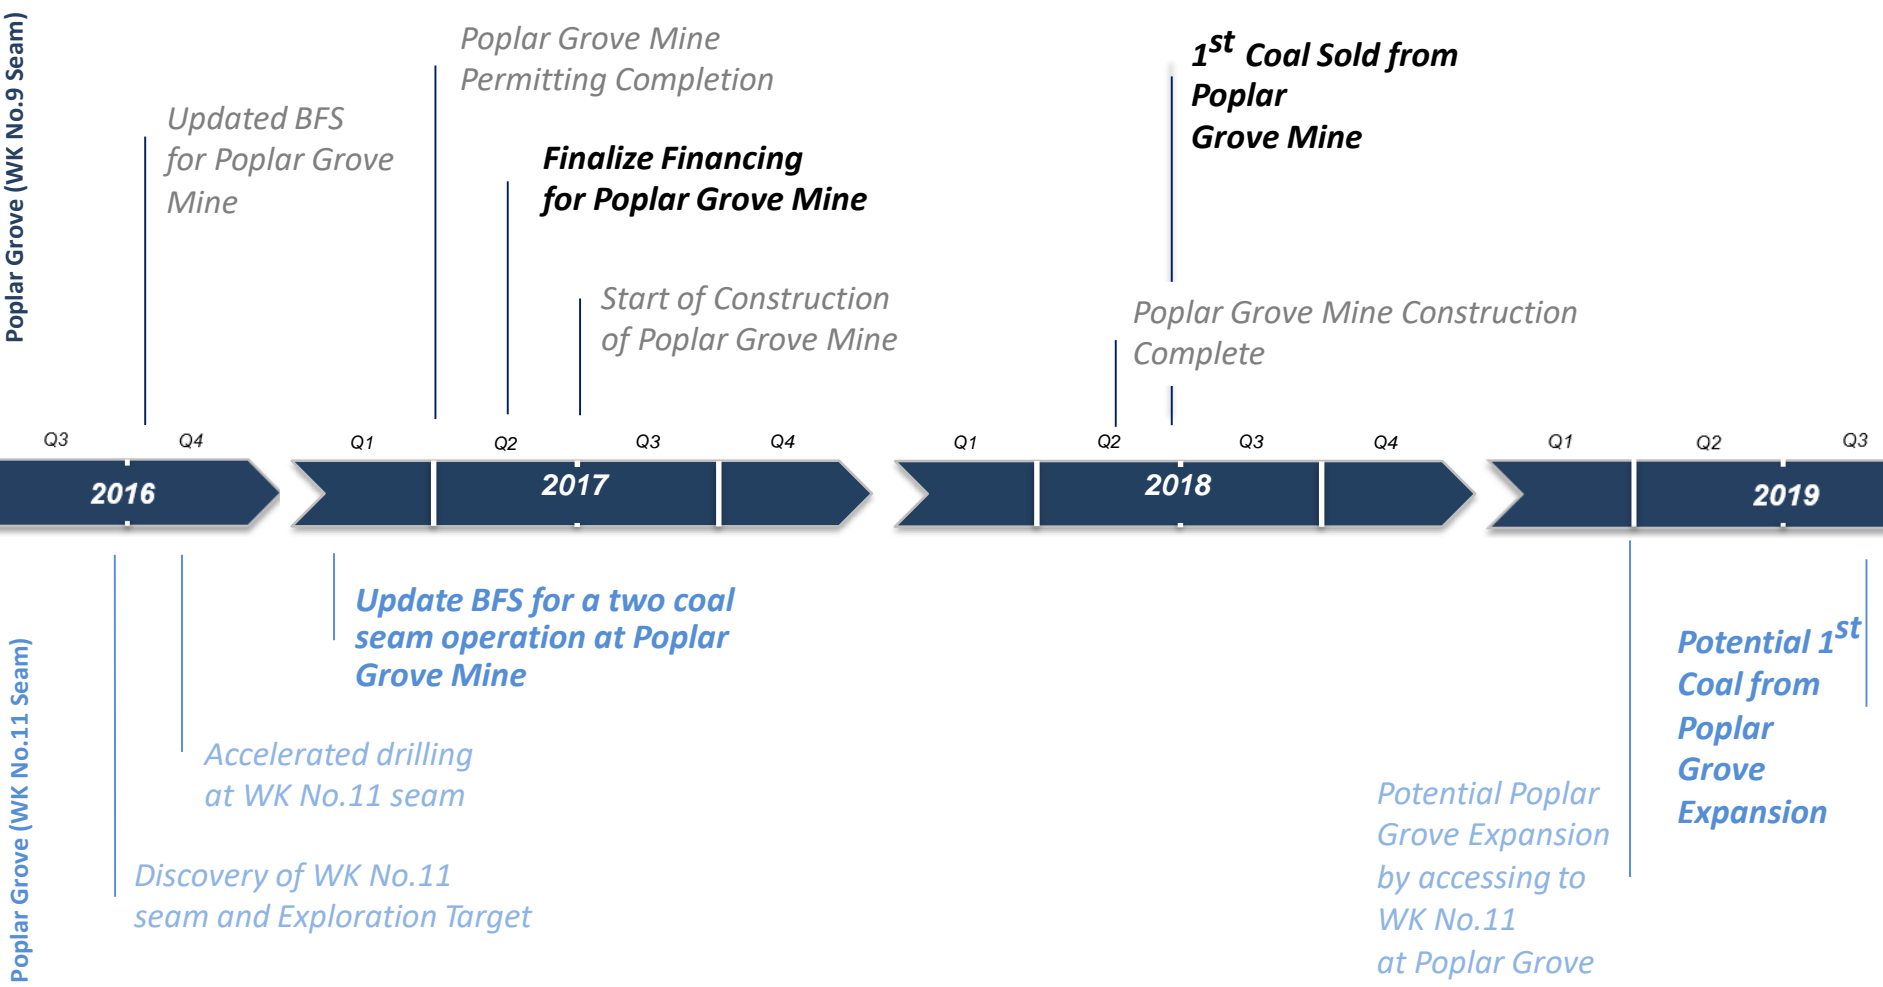 Poplar Grove (WK No.9 Seam)
Updated BFS
for Poplar Grove
Mine
Poplar Grove Mine
Permitting Completion
Finalize Financing
for Poplar Grove Mine
Start of Construction
of Poplar Grove Mine
1st Coal Sold from
Poplar
Grove Mine
Poplar Grove Mine Construction
Complete
Q3 Q4 Q1 Q2 Q3 Q4 Q1 Q2 Q3 Q4 Q1 Q2 Q3
2016 2017 2018 2019
Poplar Grove (WK No.11 Seam)
Update BFS for a two coal
seam operation at Poplar
Grove Mine
Accelerated drilling
at WK No.11 seam
Discovery of WK No.11
seam and Exploration Target
Potential Poplar
Grove Expansion
by accessing to
WK No.11
at Poplar Grove
Potential 1st
Coal from
Poplar
Grove
Expansion